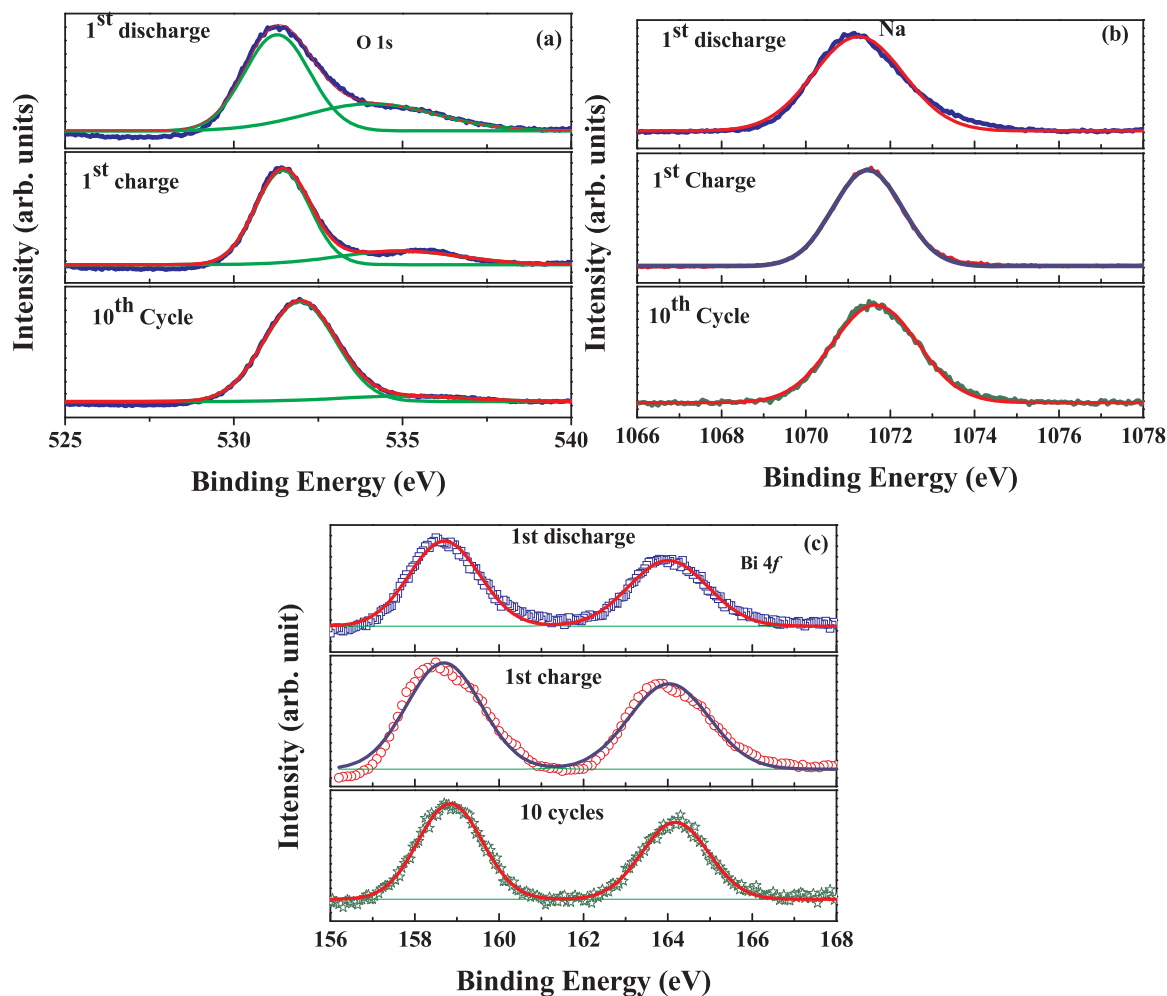 1st discharge
O 1s
(a)
1st charge
10th Cycle
Intensity (arb. units)
525 530 535 540
Binding Energy (eV)
1st discharge
Na
(b)
1st Charge
10th Cycle
Intensity (arb. units)
1066 1068 1070 1072 1074 1076 1078
Binding Energy (eV)
1st discharge
(c)
Bi 4f
1st charge
10 cycles
Intensity (arb. unit)
156 158 160 162 164 166 168
Binding Energy (eV)